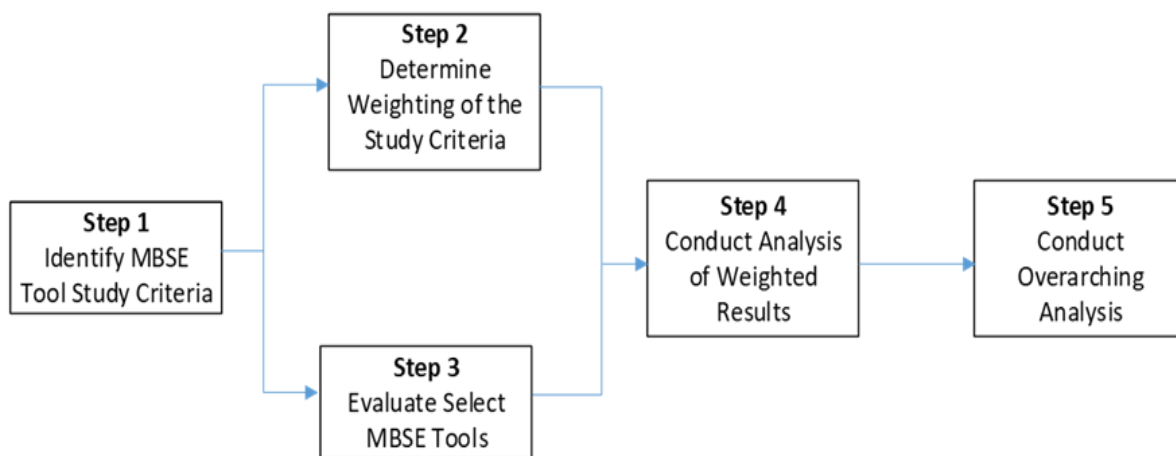 Step 1
Identify MBSE
Tool Study Criteria
Step 2
Determine
Weighting of the
Study Criteria
Step 3
Evaluate Select
MBSE Tools
Step 4
Conduct Analysis
of Weighted
Results
Step 5
Conduct
Overarching
Analysis